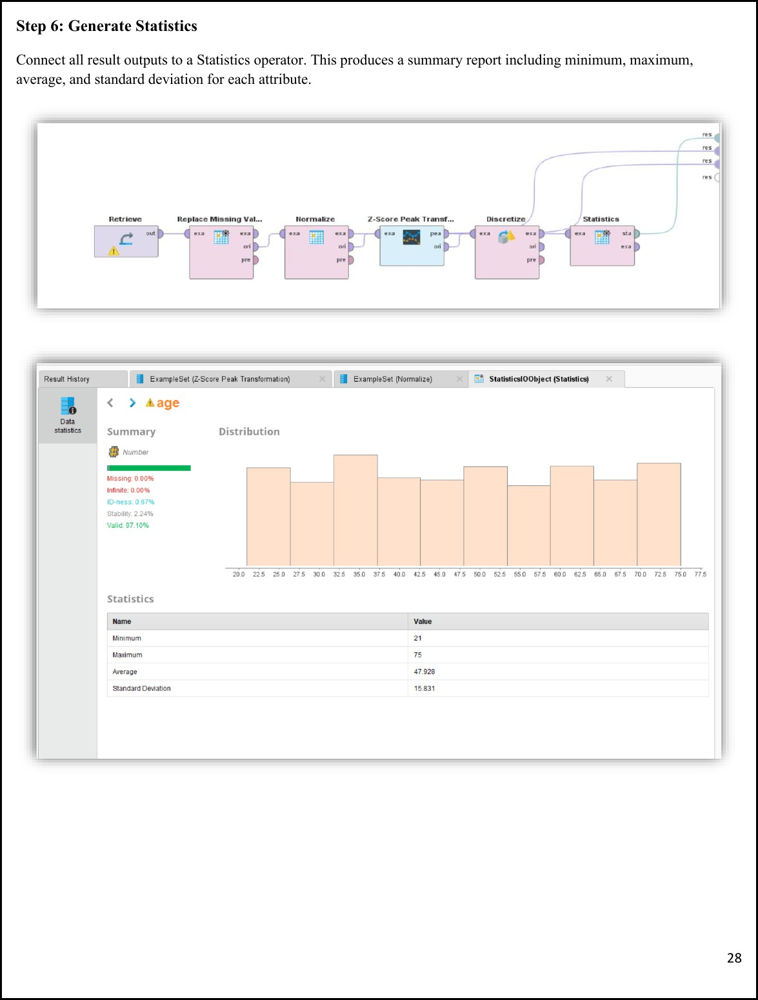 Step 6: Generate Statistics
Connect all result outputs to a Statistics operator. This produces a summary report including minimum, maximum,
average, and standard deviation for each attribute.
res
res
res
res
Retrieve
out
Replace Missing Val...
exa exa
ori
pre
Normalize
exa exa
ori
pre
Z-Score Peak Transf...
exa pea
ori
Discretize
exa exa
ori
pre
Statistics
exa sta
exa
Result History
ExampleSet (Z-Score Peak Transformation)
ExampleSet (Normalize)
StatisticsIOObject (Statistics)
Data
statistics
age
Summary
Number
Missing: 0.00%
Infinite: 0.00%
ID-ness: 0.67%
Stability: 2.24%
Valid: 97.10%
Distribution
20.0 22.5 25.0 27.5 30.0 32.5 35.0 37.5 40.0 42.5 45.0 47.5 50.0 52.5 55.0 57.5 60.0 62.5 65.0 67.5 70.0 72.5 75.0 77.5
Statistics
Name Value
Minimum 21
Maximum 75
Average 47.928
Standard Deviation 15.831
28